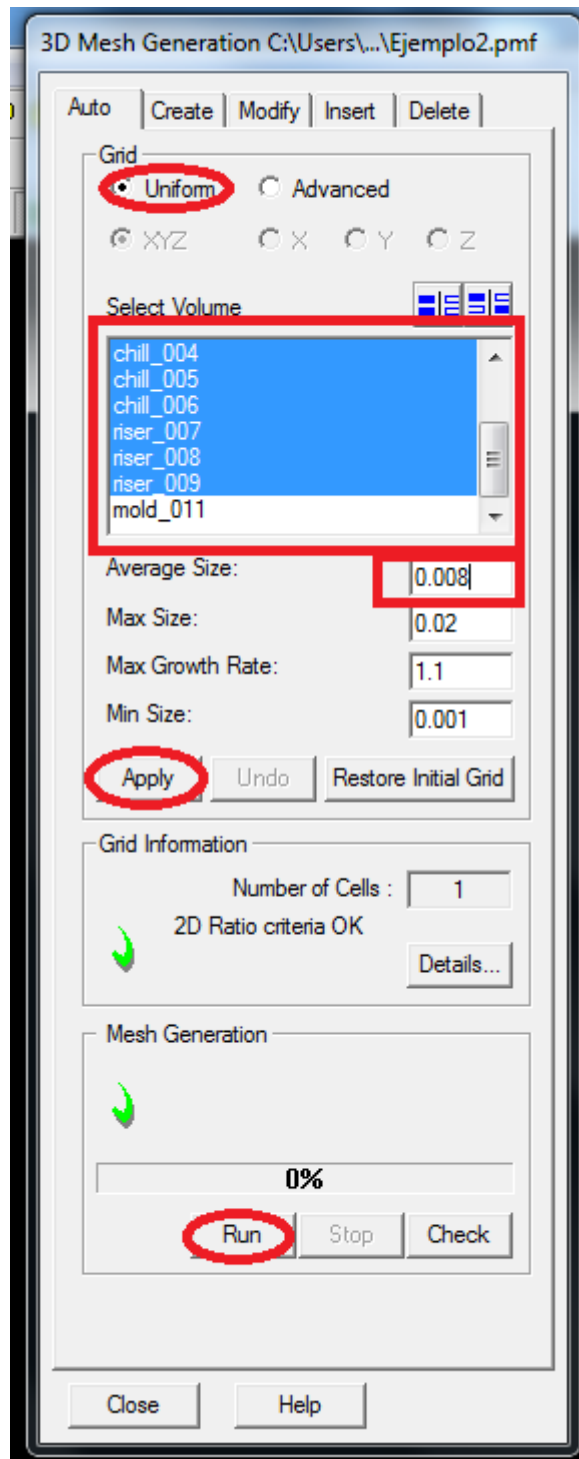 3D Mesh Generation C:\Users\...\Ejemplo2.pmf
Auto Create Modify Insert Delete
Grid
Uniform Advanced
XYZ X Y Z
Select Volume
chill_004
chill_005
chill_006
riser_007
riser_008
riser_009
mold_011
Average Size: 0.008
Max Size: 0.02
Max Growth Rate: 1.1
Min Size: 0.001
Apply Undo Restore Initial Grid
Grid Information
Number of Cells : 1
2D Ratio criteria OK
Details...
Mesh Generation
0%
Run Stop Check
Close Help